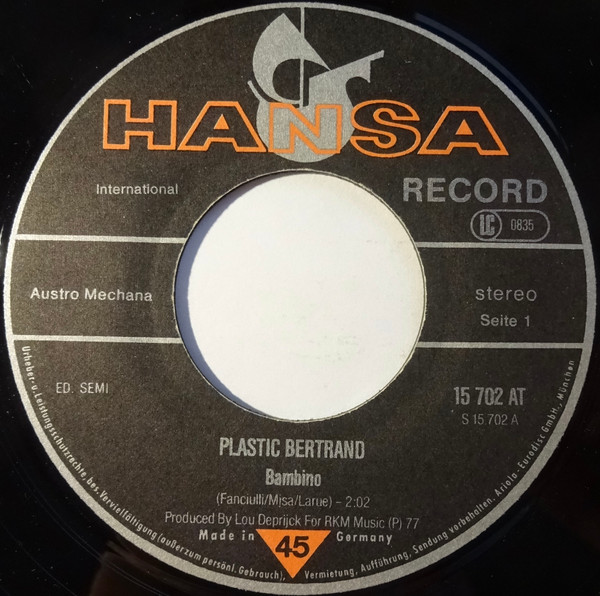 HANSA
International
RECORD
LC 0835
Austro Mechana
stereo
Seite 1
ED. SEMI
15 702 AT
S 15 702 A
PLASTIC BERTRAND
Bambino
(Fanciulli/Misa/Larue) – 2:02
Produced By Lou Deprijck For RKM Music (P) 77
Made in Germany
45
Urheber- u. Leistungsschutzrechte, bes. Vervielfältigung (außer zum persönl. Gebrauch), Vermietung, Aufführung, Sendung vorbehalten. Ariola-Eurodisc GmbH., München